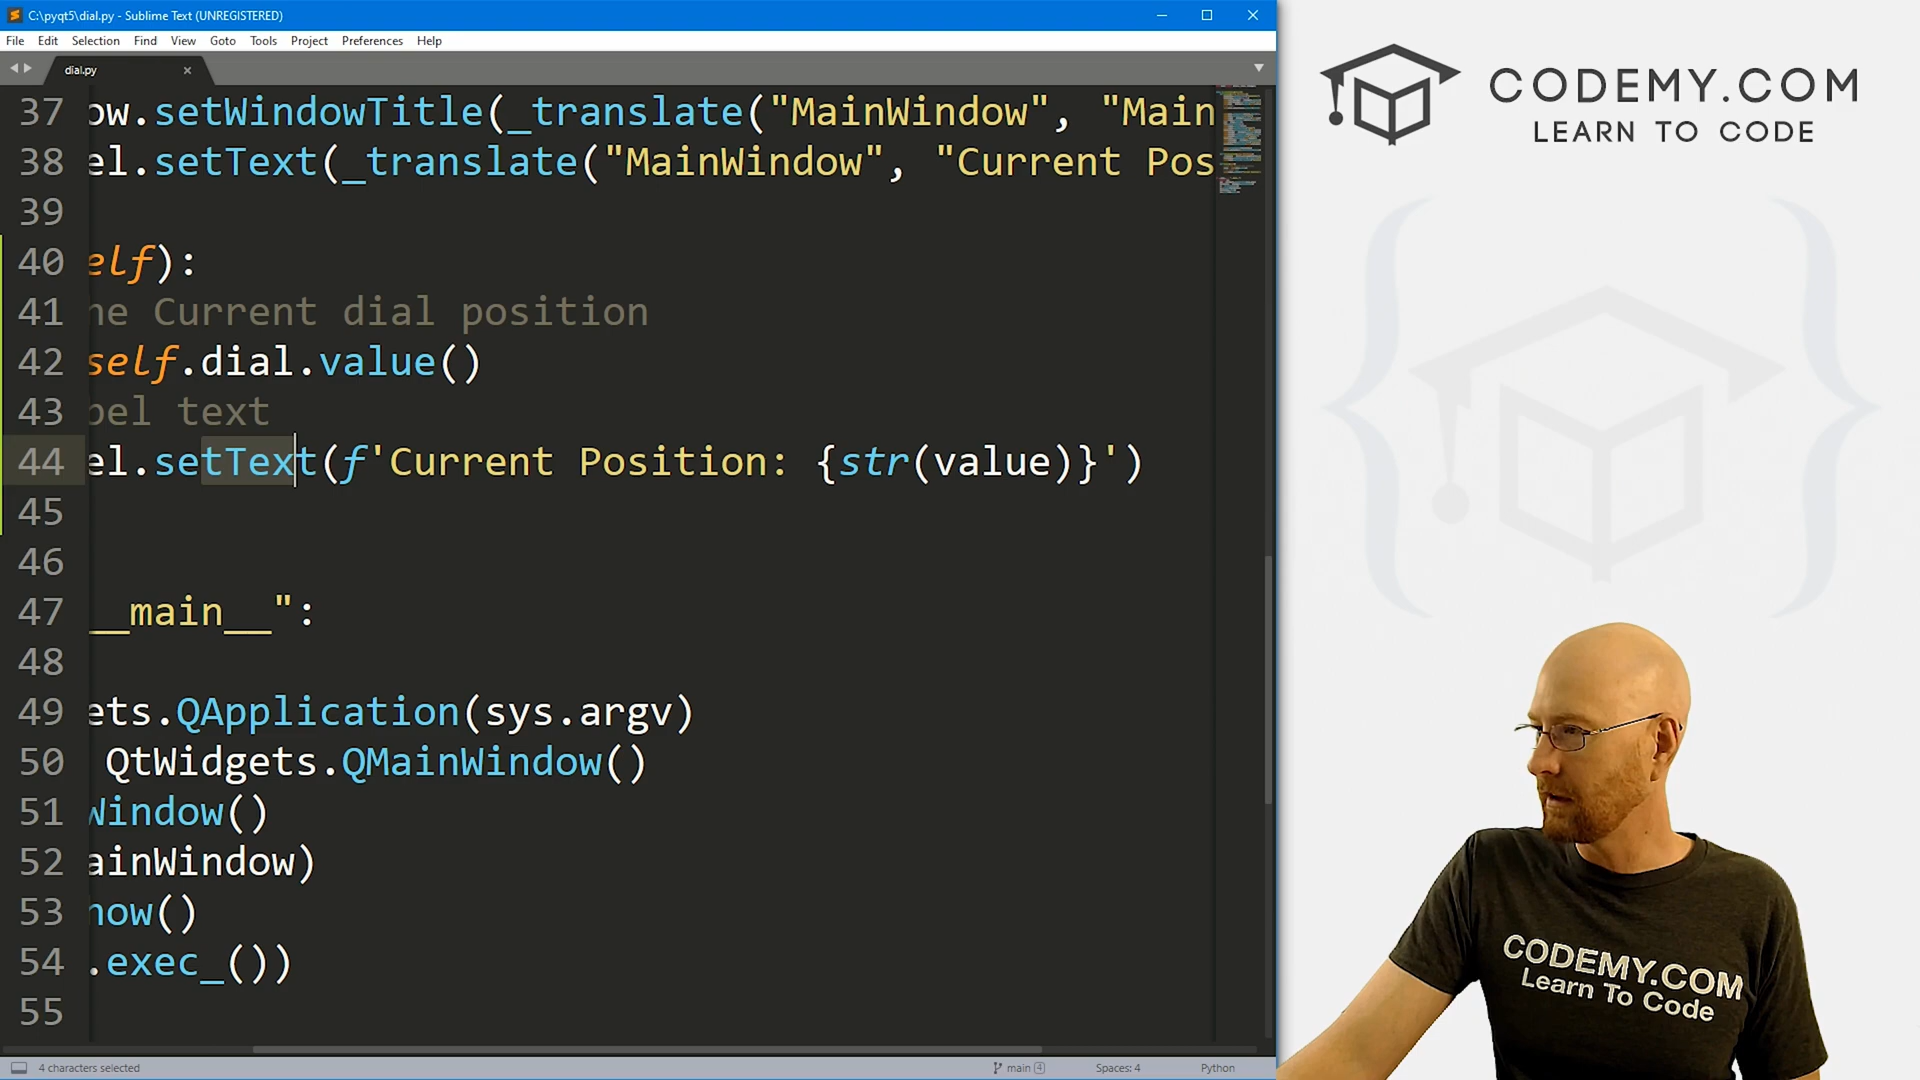 C:\pyqt5\dial.py - Sublime Text (UNREGISTERED)
File Edit Selection Find View Goto Tools Project Preferences Help
dial.py
37 ow.setWindowTitle(_translate("MainWindow", "Main
38 el.setText(_translate("MainWindow", "Current Pos
39
40 elf):
41 he Current dial position
42 self.dial.value()
43 bel text
44 el.setText(f'Current Position: {str(value)}')
45
46
47 __main__":
48
49 ets.QApplication(sys.argv)
50 QtWidgets.QMainWindow()
51 Window()
52 ainWindow)
53 how()
54 .exec_())
55
4 characters selected
main 4
Spaces: 4
Python
CODEMY.COM
LEARN TO CODE
CODEMY.COM
Learn To Code